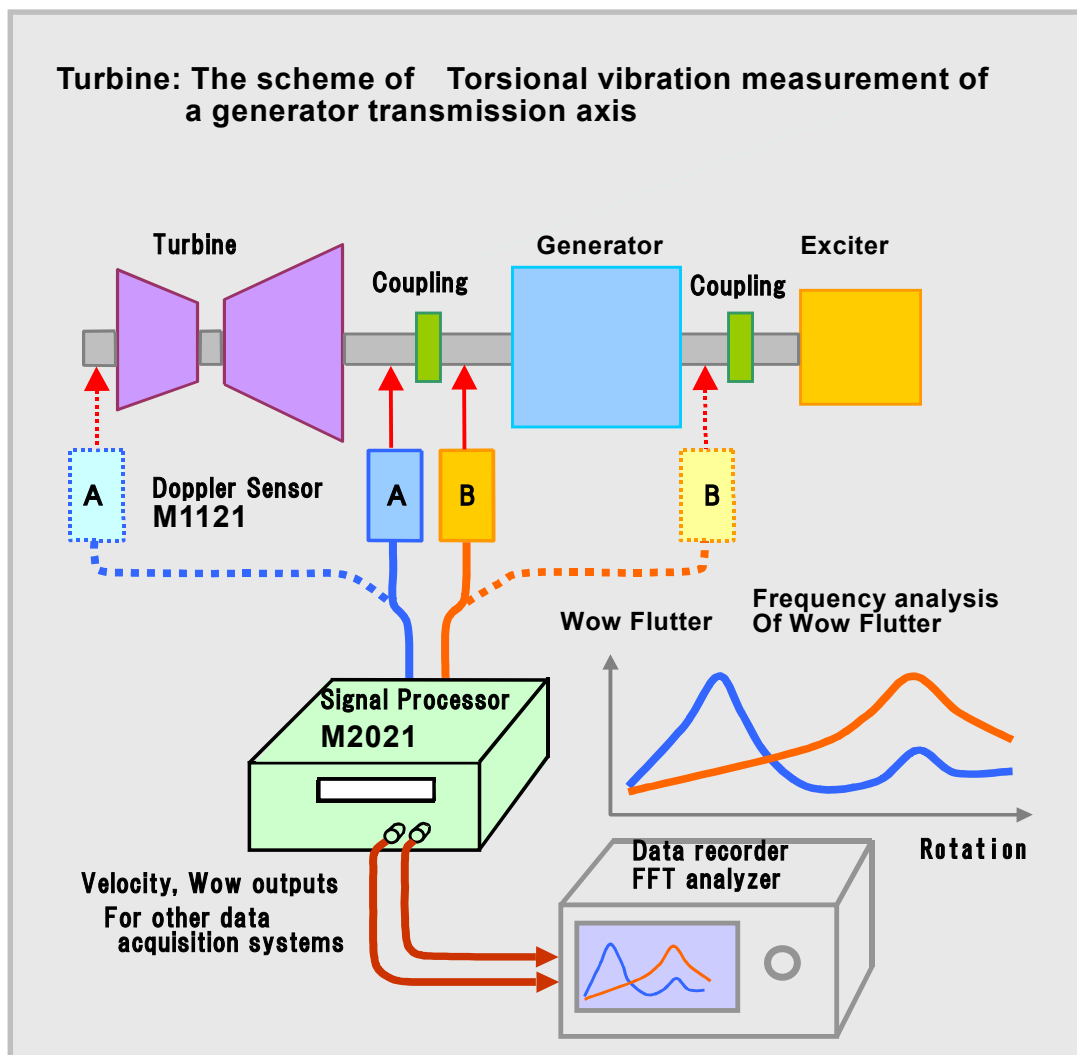 Turbine: The scheme of Torsional vibration measurement of
a generator transmission axis
Turbine
Coupling
Generator
Coupling
Exciter
A
Doppler Sensor
M1121
A
B
B
Wow Flutter
Frequency analysis
Of Wow Flutter
Signal Processor
M2021
Rotation
Velocity, Wow outputs
For other data
acquisition systems
Data recorder
FFT analyzer